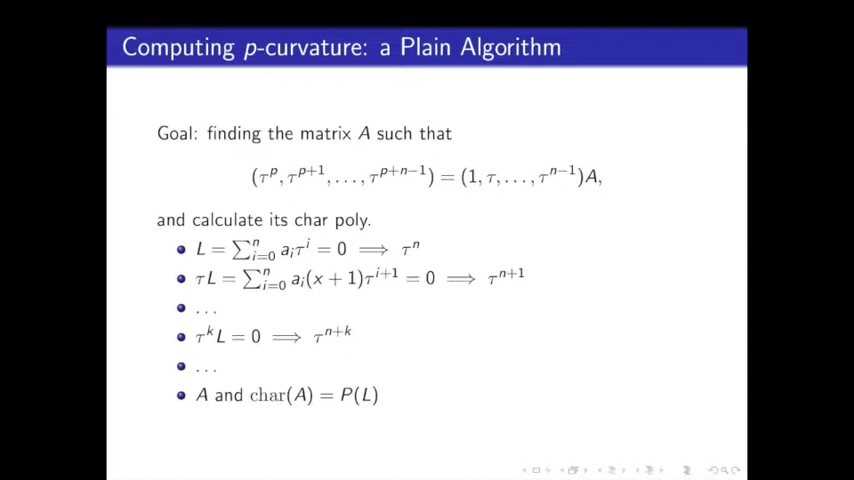 Computing p-curvature: a Plain Algorithm
Goal: finding the matrix A such that
(τ^p, τ^{p+1}, . . . , τ^{p+n−1}) = (1, τ, . . . , τ^{n−1})A,
and calculate its char poly.
L = ∑_{i=0}^n a_i τ^i = 0 ⟹ τ^n
τL = ∑_{i=0}^n a_i(x + 1)τ^{i+1} = 0 ⟹ τ^{n+1}
. . .
τ^k L = 0 ⟹ τ^{n+k}
. . .
A and char(A) = P(L)